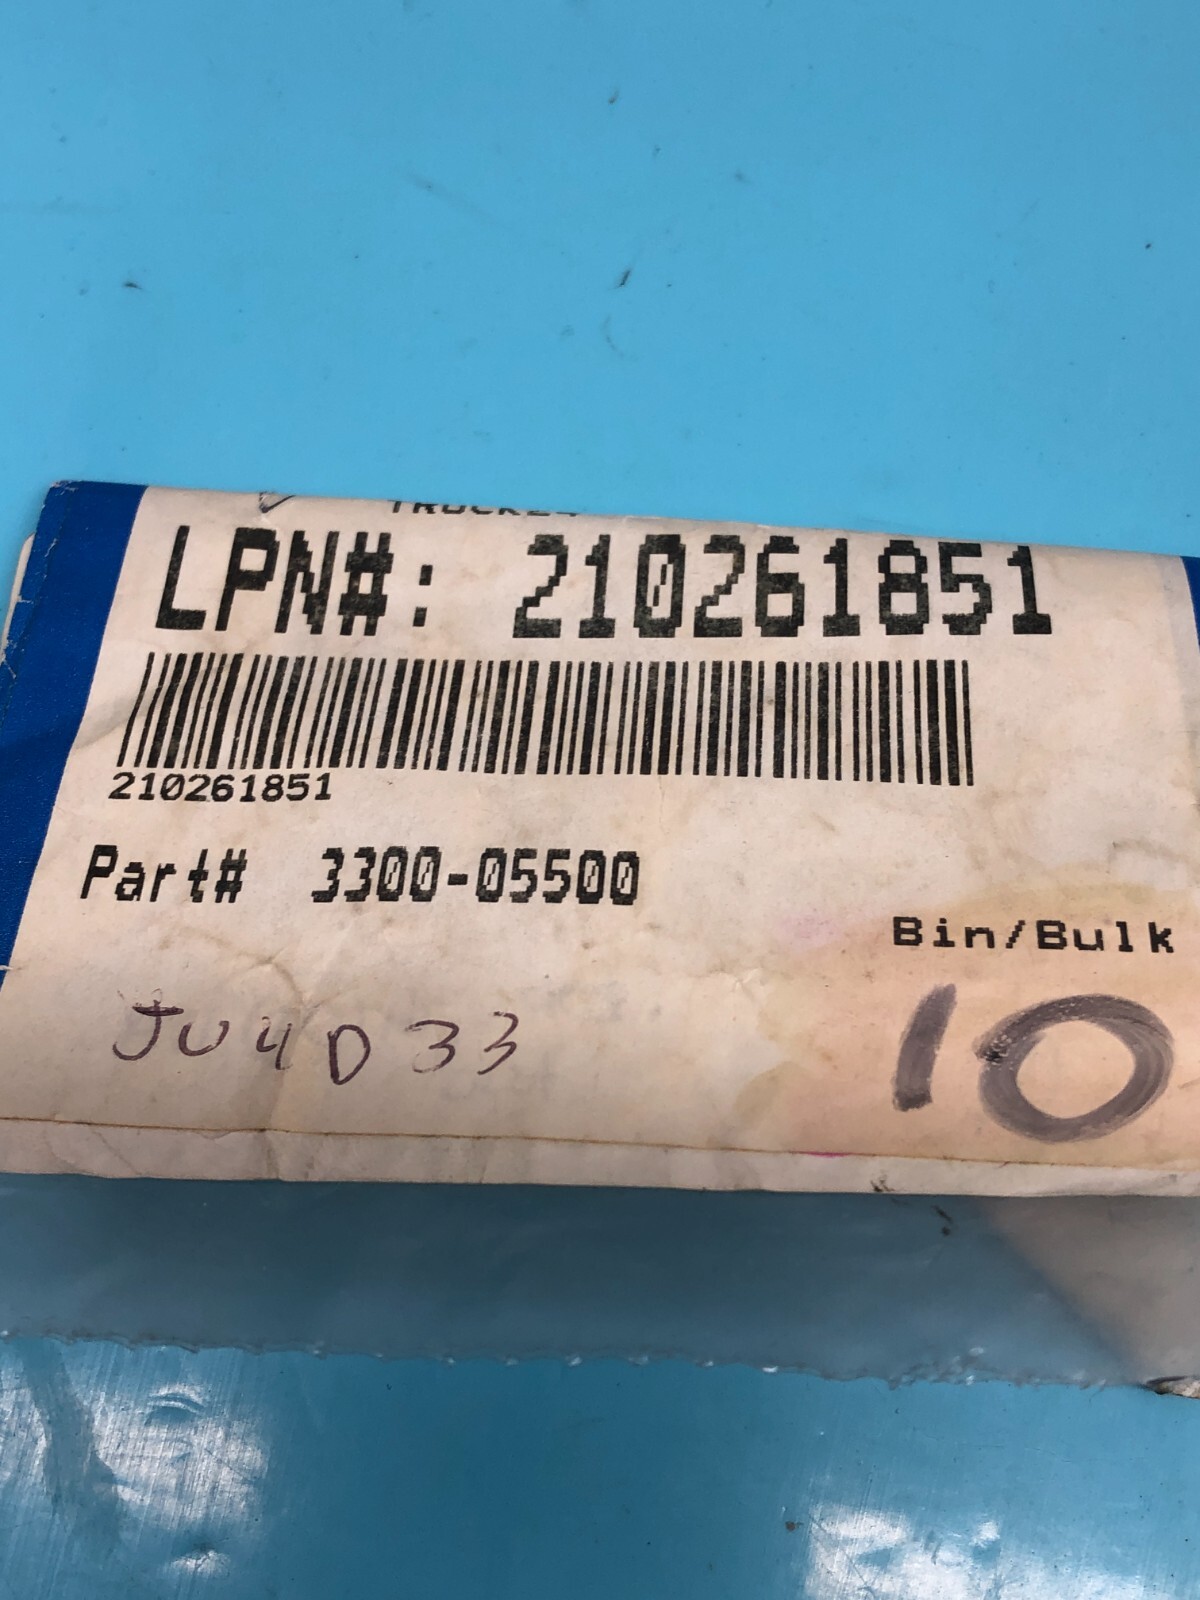 LPN#: 210261851
210261851
Part# 3300-05500
Bin/Bulk
JU4D33
10